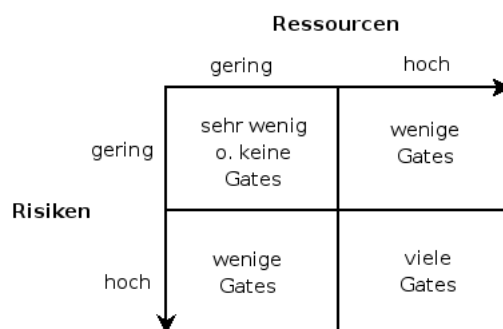 Ressourcen
gering
hoch
gering
sehr wenig
o. keine
Gates
wenige
Gates
Risiken
hoch
wenige
Gates
viele
Gates